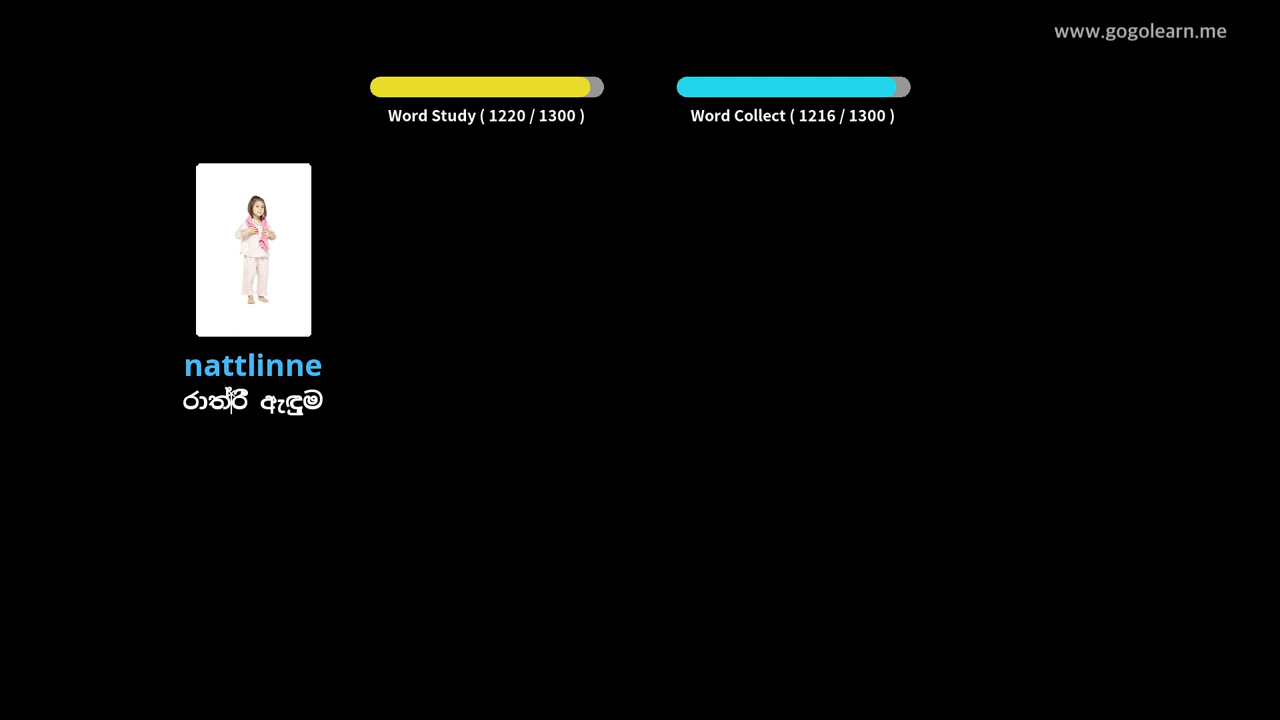 www.gogolearn.me
Word Study ( 1220 / 1300 )
Word Collect ( 1216 / 1300 )
nattlinne
රාත්‍රී ඇඳුම